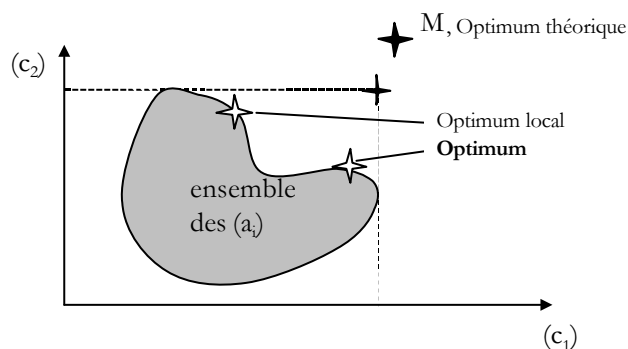 M, Optimum théorique
(c2)
Optimum local
Optimum
ensemble
des (ai)
(c1)